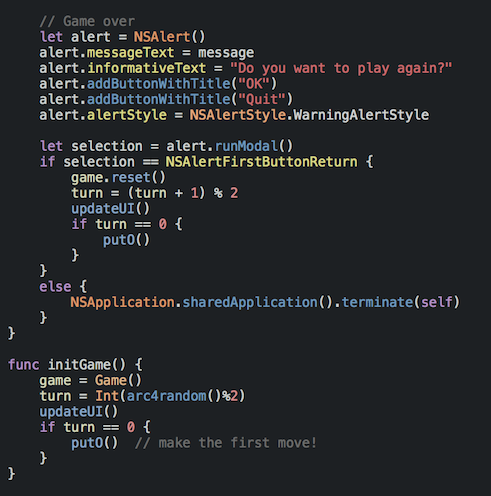 // Game over
let alert = NSAlert()
alert.messageText = message
alert.informativeText = "Do you want to play again?"
alert.addButtonWithTitle("OK")
alert.addButtonWithTitle("Quit")
alert.alertStyle = NSAlertStyle.WarningAlertStyle
let selection = alert.runModal()
if selection == NSAlertFirstButtonReturn {
game.reset()
turn = (turn + 1) % 2
updateUI()
if turn == 0 {
putO()
}
}
else {
NSApplication.sharedApplication().terminate(self)
}
}
func initGame() {
game = Game()
turn = Int(arc4random()%2)
updateUI()
if turn == 0 {
putO()  // make the first move!
}
}